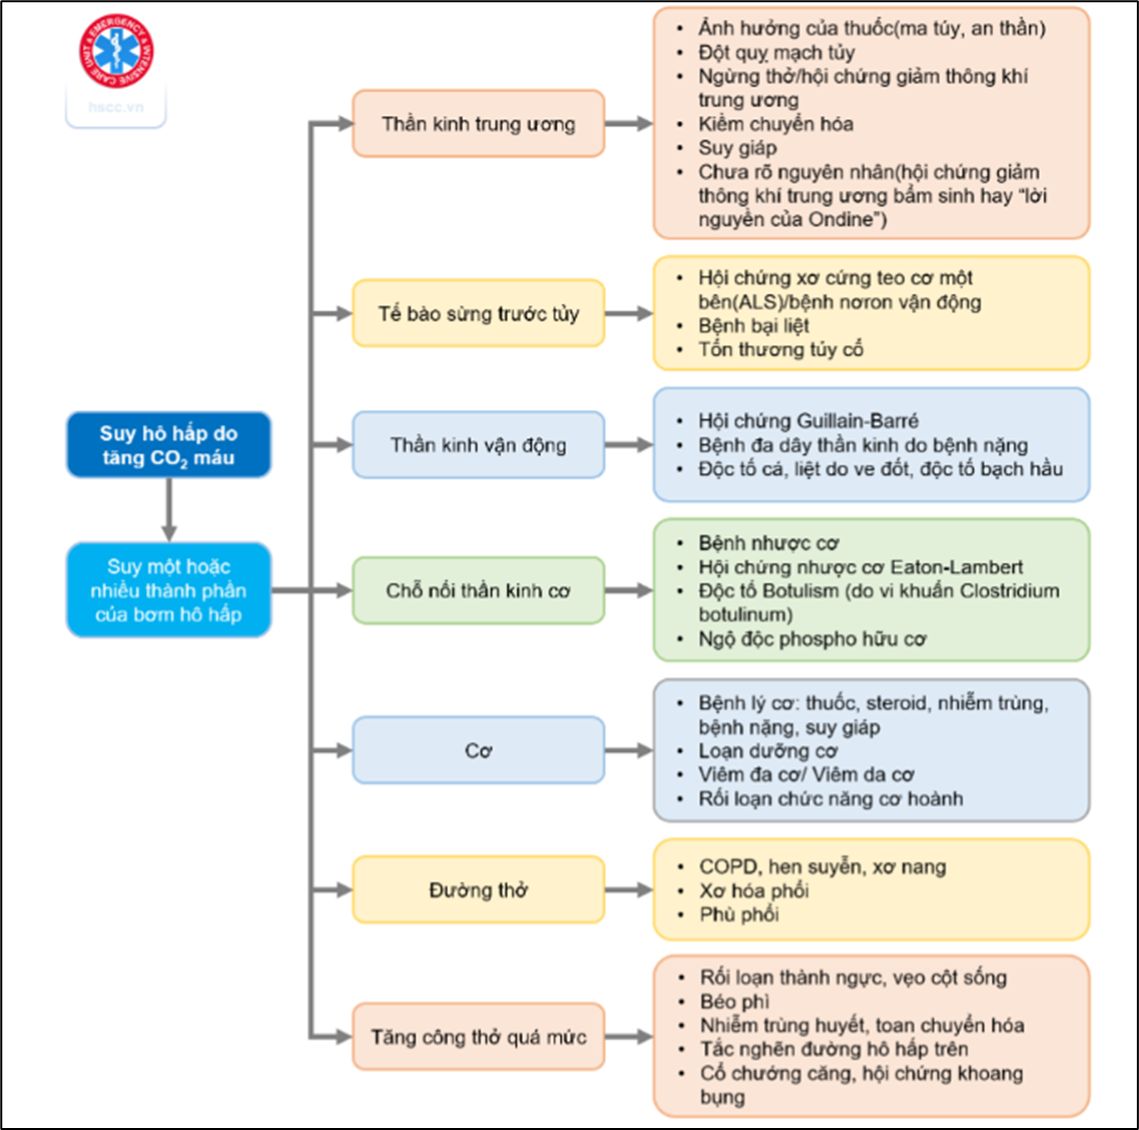 EMERGENCY & INTENSIVE CARE UNIT &
hscc.vn
Suy hô hấp do
tăng CO₂ máu
Suy một hoặc
nhiều thành phần
của bơm hô hấp
Thần kinh trung ương
• Ảnh hưởng của thuốc(ma túy, an thần)
• Đột quỵ mạch tủy
• Ngừng thở/hội chứng giảm thông khí
trung ương
• Kiềm chuyển hóa
• Suy giáp
• Chưa rõ nguyên nhân(hội chứng giảm
thông khí trung ương bẩm sinh hay “lời
nguyền của Ondine”)
Tế bào sừng trước tủy
• Hội chứng xơ cứng teo cơ một
bên(ALS)/bệnh nơron vận động
• Bệnh bại liệt
• Tổn thương tủy cổ
Thần kinh vận động
• Hội chứng Guillain-Barré
• Bệnh đa dây thần kinh do bệnh nặng
• Độc tố cá, liệt do ve đốt, độc tố bạch hầu
Chỗ nối thần kinh cơ
• Bệnh nhược cơ
• Hội chứng nhược cơ Eaton-Lambert
• Độc tố Botulism (do vi khuẩn Clostridium
botulinum)
• Ngộ độc phospho hữu cơ
Cơ
• Bệnh lý cơ: thuốc, steroid, nhiễm trùng,
bệnh nặng, suy giáp
• Loạn dưỡng cơ
• Viêm đa cơ/ Viêm da cơ
• Rối loạn chức năng cơ hoành
Đường thở
• COPD, hen suyễn, xơ nang
• Xơ hóa phổi
• Phù phổi
Tăng công thở quá mức
• Rối loạn thành ngực, vẹo cột sống
• Béo phì
• Nhiễm trùng huyết, toan chuyển hóa
• Tắc nghẽn đường hô hấp trên
• Cổ chướng căng, hội chứng khoang
bụng